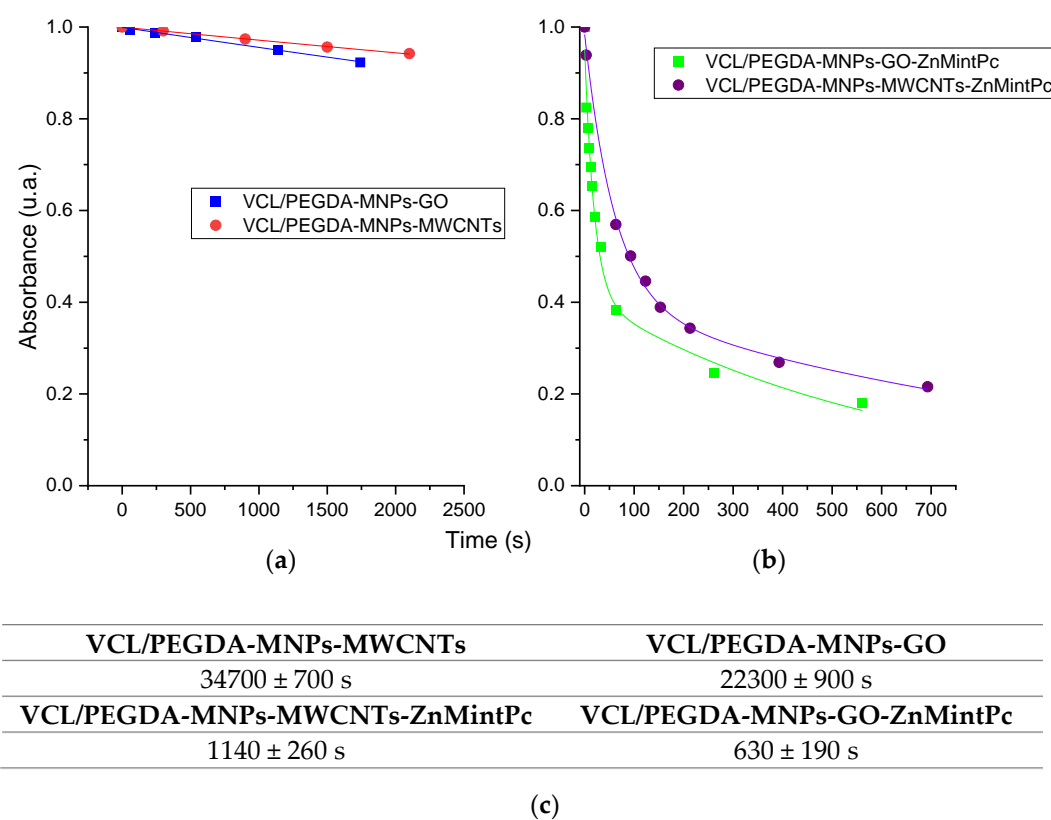 1.0
0.8
0.6
0.4
0.2
0.0
Absorbance (u.a.)
VCL/PEGDA-MNPs-GO
VCL/PEGDA-MNPs-MWCNTs
0 500 1000 1500 2000 2500
(a)
1.0
0.8
0.6
0.4
0.2
0.0
VCL/PEGDA-MNPs-GO-ZnMintPc
VCL/PEGDA-MNPs-MWCNTs-ZnMintPc
0 100 200 300 400 500 600 700
Time (s)
(b)
VCL/PEGDA-MNPs-MWCNTs VCL/PEGDA-MNPs-GO
34700 ± 700 s 22300 ± 900 s
VCL/PEGDA-MNPs-MWCNTs-ZnMintPc VCL/PEGDA-MNPs-GO-ZnMintPc
1140 ± 260 s 630 ± 190 s
(c)